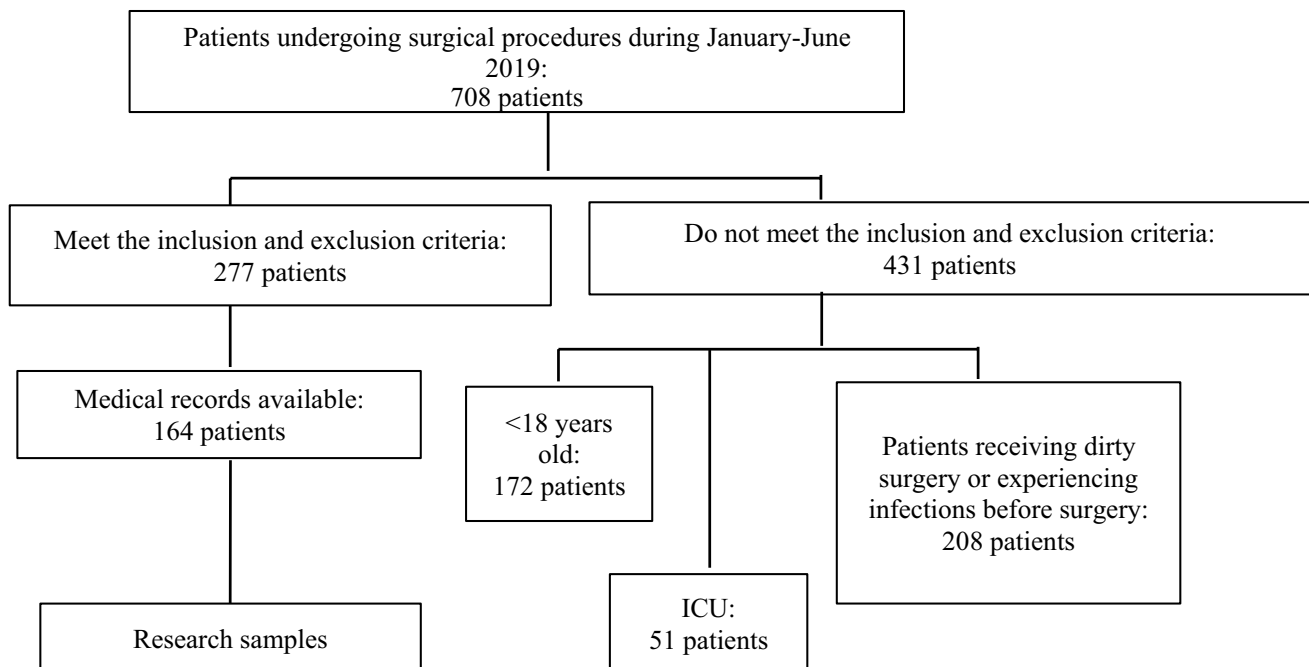 Patients undergoing surgical procedures during January-June
2019:
708 patients
Meet the inclusion and exclusion criteria:
277 patients
Do not meet the inclusion and exclusion criteria:
431 patients
Medical records available:
164 patients
<18 years
old:
172 patients
Patients receiving dirty
surgery or experiencing
infections before surgery:
208 patients
ICU:
51 patients
Research samples